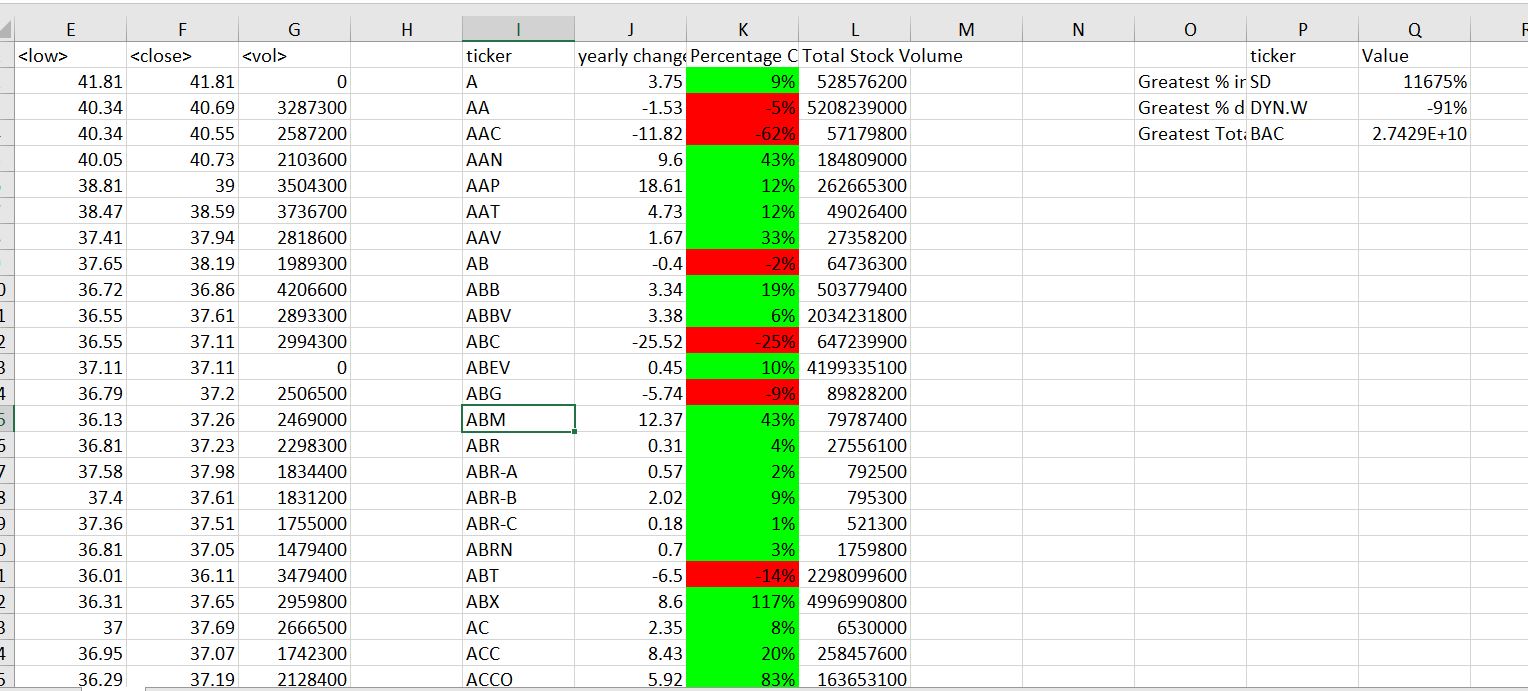 E F G H I J K L M N O P Q
<low> <close> <vol> ticker yearly change Percentage C Total Stock Volume ticker Value
41.81 41.81 0 A 3.75 9% 528576200 Greatest % in SD 11675%
40.34 40.69 3287300 AA -1.53 -5% 5208239000 Greatest % d DYN.W -91%
40.34 40.55 2587200 AAC -11.82 -62% 57179800 Greatest Tota BAC 2.7429E+10
40.05 40.73 2103600 AAN 9.6 43% 184809000
38.81 39 3504300 AAP 18.61 12% 262665300
38.47 38.59 3736700 AAT 4.73 12% 49026400
37.41 37.94 2818600 AAV 1.67 33% 27358200
37.65 38.19 1989300 AB -0.4 -2% 64736300
36.72 36.86 4206600 ABB 3.34 19% 503779400
36.55 37.61 2893300 ABBV 3.38 6% 2034231800
36.55 37.11 2994300 ABC -25.52 -25% 647239900
37.11 37.11 0 ABEV 0.45 10% 4199335100
36.79 37.2 2506500 ABG -5.74 -9% 89828200
36.13 37.26 2469000 ABM 12.37 43% 79787400
36.81 37.23 2298300 ABR 0.31 4% 27556100
37.58 37.98 1834400 ABR-A 0.57 2% 792500
37.4 37.61 1831200 ABR-B 2.02 9% 795300
37.36 37.51 1755000 ABR-C 0.18 1% 521300
36.81 37.05 1479400 ABRN 0.7 3% 1759800
36.01 36.11 3479400 ABT -6.5 -14% 2298099600
36.31 37.65 2959800 ABX 8.6 117% 4996990800
37 37.69 2666500 AC 2.35 8% 6530000
36.95 37.07 1742300 ACC 8.43 20% 258457600
36.29 37.19 2128400 ACCO 5.92 83% 163653100